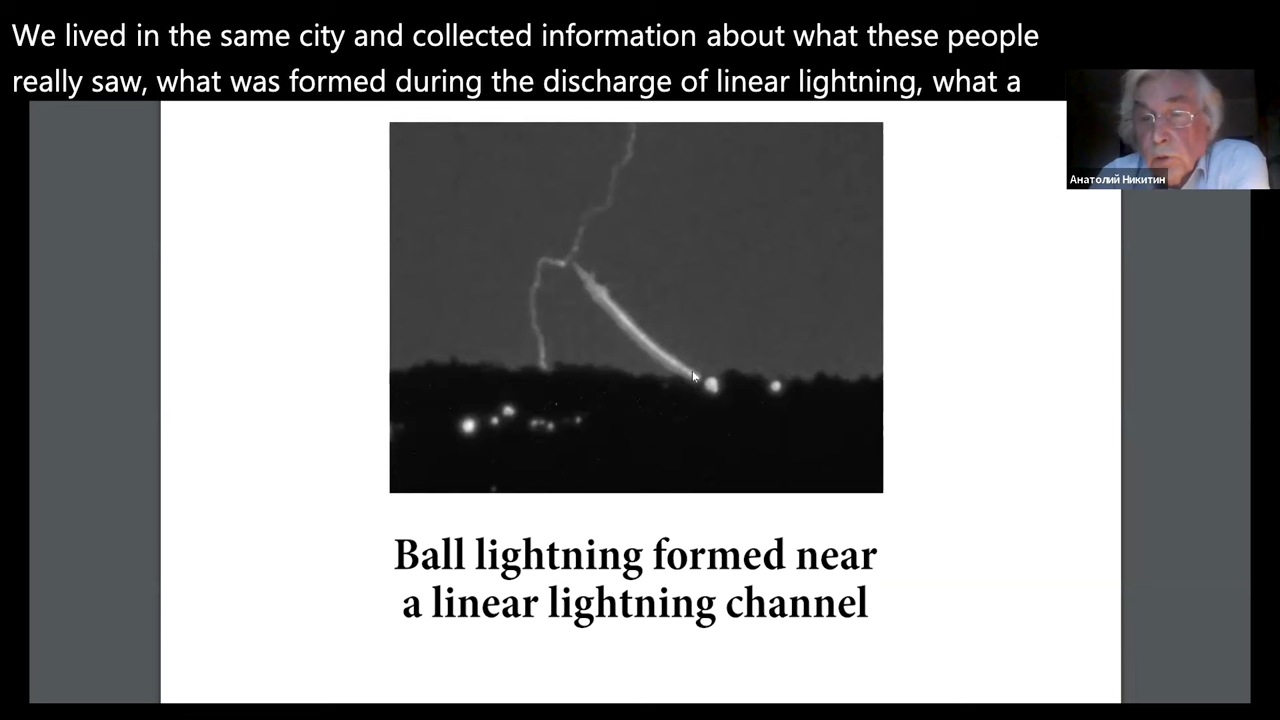 We lived in the same city and collected information about what these people
really saw, what was formed during the discharge of linear lightning, what a
Анатолий Никитин
Ball lightning formed near
a linear lightning channel